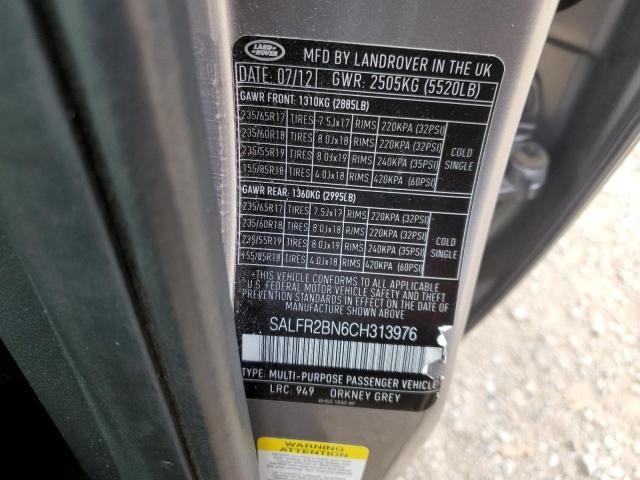 LAND ROVER
MFD BY LANDROVER IN THE UK
DATE: 07/12 GWR: 2505KG (5520LB)
GAWR FRONT: 1310KG (2885LB)
235/65R17 TIRES 7.5Jx17 RIMS 220KPA (32PSI)
235/60R18 TIRES 8.0Jx18 RIMS 220KPA (32PSI)
235/55R19 TIRES 8.0Jx19 RIMS 240KPA (35PSI)
155/85R18 TIRES 4.0Jx18 RIMS 420KPA (60PSI)
COLD SINGLE
GAWR REAR: 1360KG (2995LB)
235/65R17 TIRES 7.5Jx17 RIMS 220KPA (32PSI)
235/60R18 TIRES 8.0Jx18 RIMS 220KPA (32PSI)
235/55R19 TIRES 8.0Jx19 RIMS 240KPA (35PSI)
155/85R18 TIRES 4.0Jx18 RIMS 420KPA (60PSI)
COLD SINGLE
*THIS VEHICLE CONFORMS TO ALL APPLICABLE
U.S FEDERAL MOTOR VEHICLE SAFETY AND THEFT
PREVENTION STANDARDS IN EFFECT ON THE DATE
OF MANUFACTURE SHOWN ABOVE*
SALFR2BN6CH313976
TYPE: MULTI-PURPOSE PASSENGER VEHICLE
LRC: 949 ORKNEY GREY
WARNING
ATTENTION